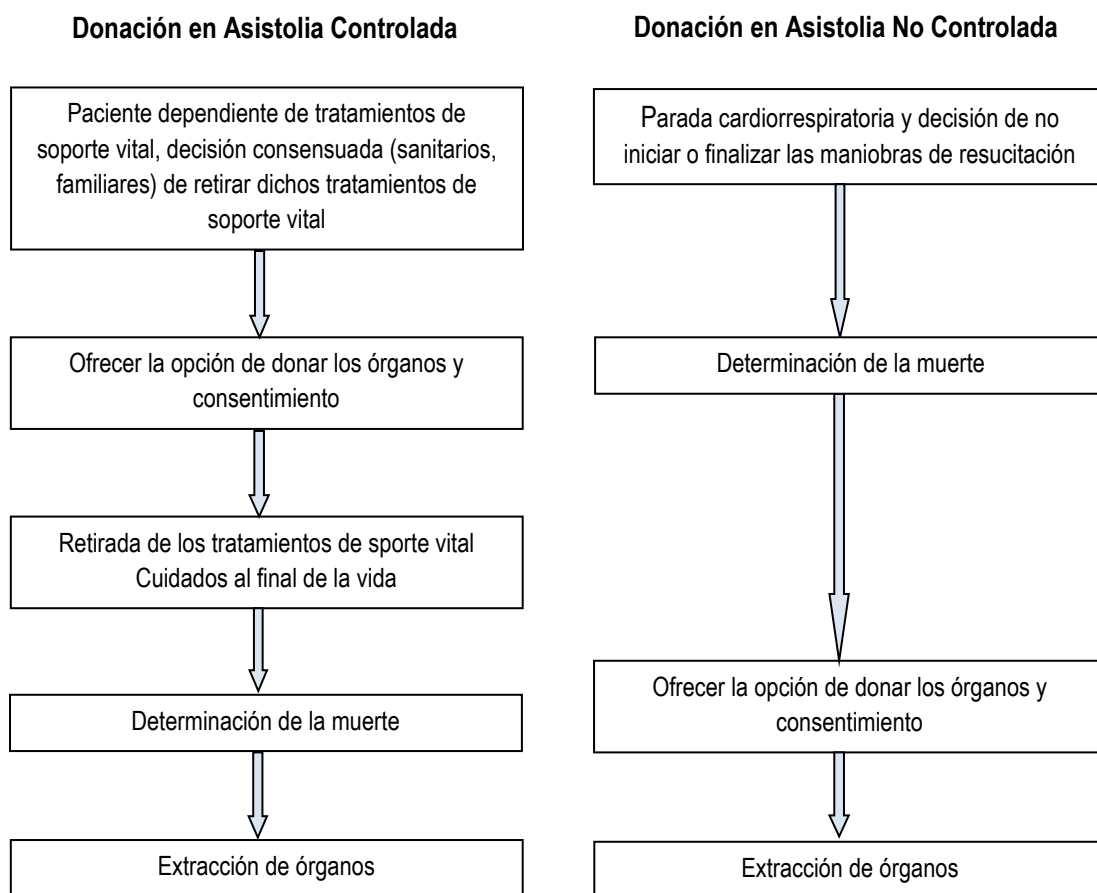 Donación en Asistolia Controlada
Paciente dependiente de tratamientos de
soporte vital, decisión consensuada (sanitarios,
familiares) de retirar dichos tratamientos de
soporte vital
Ofrecer la opción de donar los órganos y
consentimiento
Retirada de los tratamientos de sporte vital
Cuidados al final de la vida
Determinación de la muerte
Extracción de órganos
Donación en Asistolia No Controlada
Parada cardiorrespiratoria y decisión de no
iniciar o finalizar las maniobras de resucitación
Determinación de la muerte
Ofrecer la opción de donar los órganos y
consentimiento
Extracción de órganos